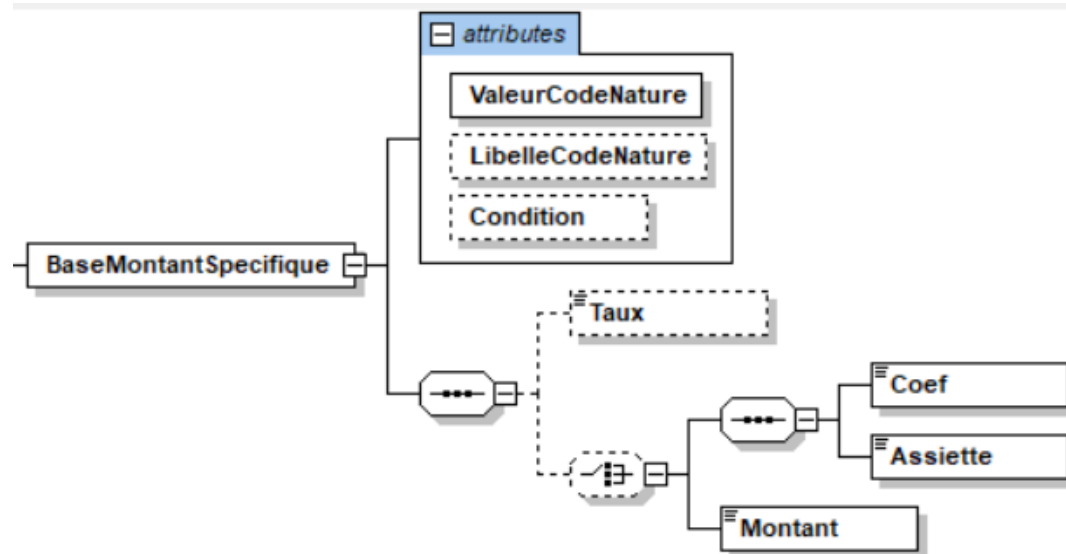 attributes
ValeurCodeNature
LibelleCodeNature
Condition
BaseMontantSpecifique
Taux
Coef
Assiette
Montant